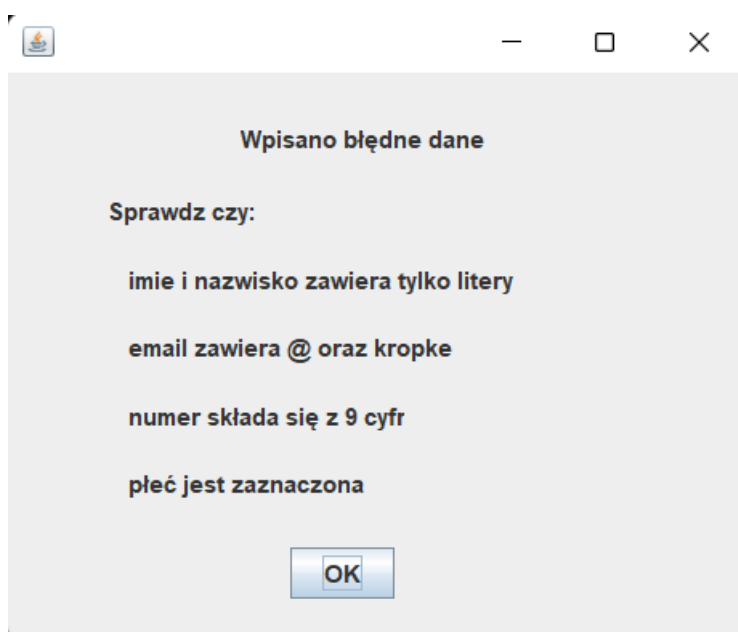 Wpisano błędne dane
Sprawdz czy:
imie i nazwisko zawiera tylko litery
email zawiera @ oraz kropke
numer składa się z 9 cyfr
płeć jest zaznaczona
OK